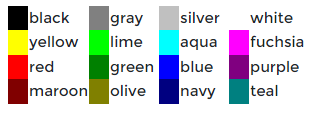 black gray silver white
yellow lime aqua fuchsia
red green blue purple
maroon olive navy teal